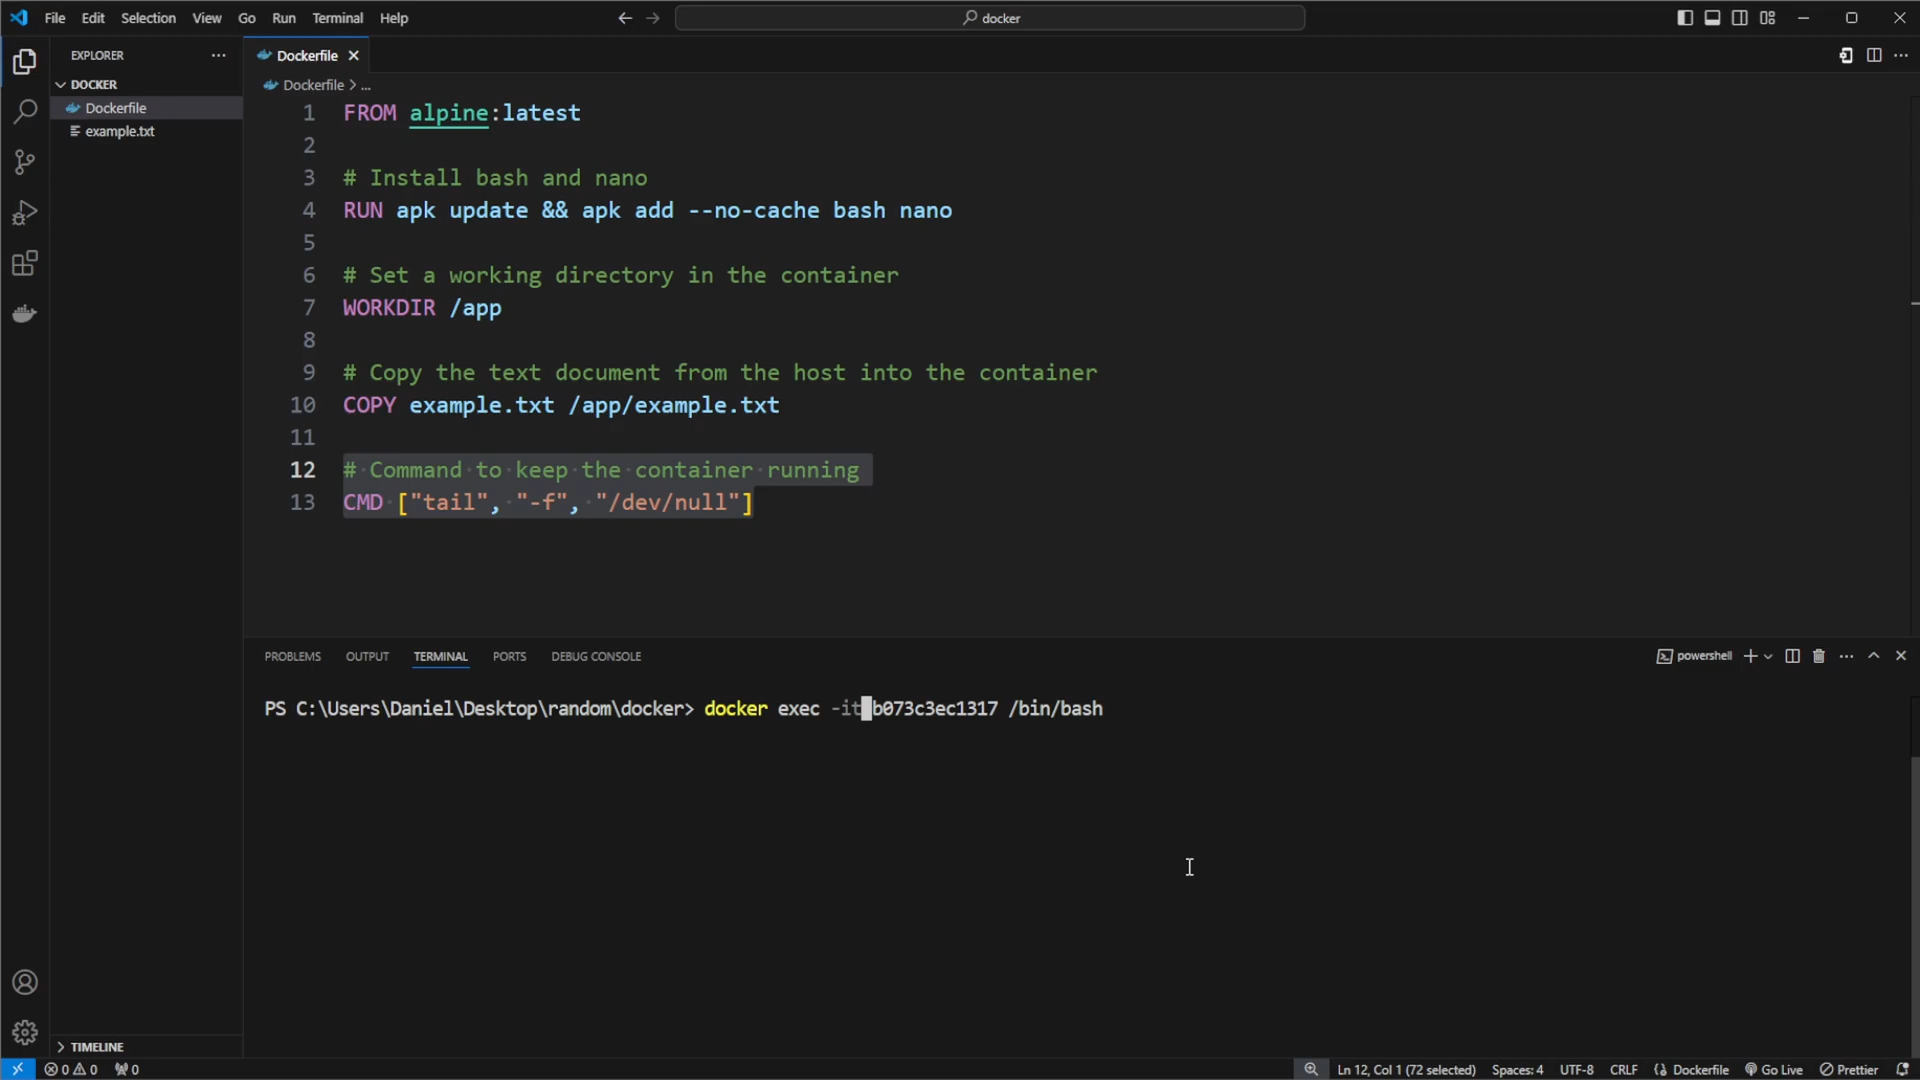 File Edit Selection View Go Run Terminal Help
docker
EXPLORER
DOCKER
Dockerfile
example.txt
TIMELINE
Dockerfile
Dockerfile > ...
1 FROM alpine:latest
2
3 # Install bash and nano
4 RUN apk update && apk add --no-cache bash nano
5
6 # Set a working directory in the container
7 WORKDIR /app
8
9 # Copy the text document from the host into the container
10 COPY example.txt /app/example.txt
11
12 # Command to keep the container running
13 CMD ["tail", "-f", "/dev/null"]
PROBLEMS OUTPUT TERMINAL PORTS DEBUG CONSOLE
powershell
PS C:\Users\Daniel\Desktop\random\docker> docker exec -it b073c3ec1317 /bin/bash
0 0 0
Ln 12, Col 1 (72 selected) Spaces: 4 UTF-8 CRLF Dockerfile Go Live Prettier